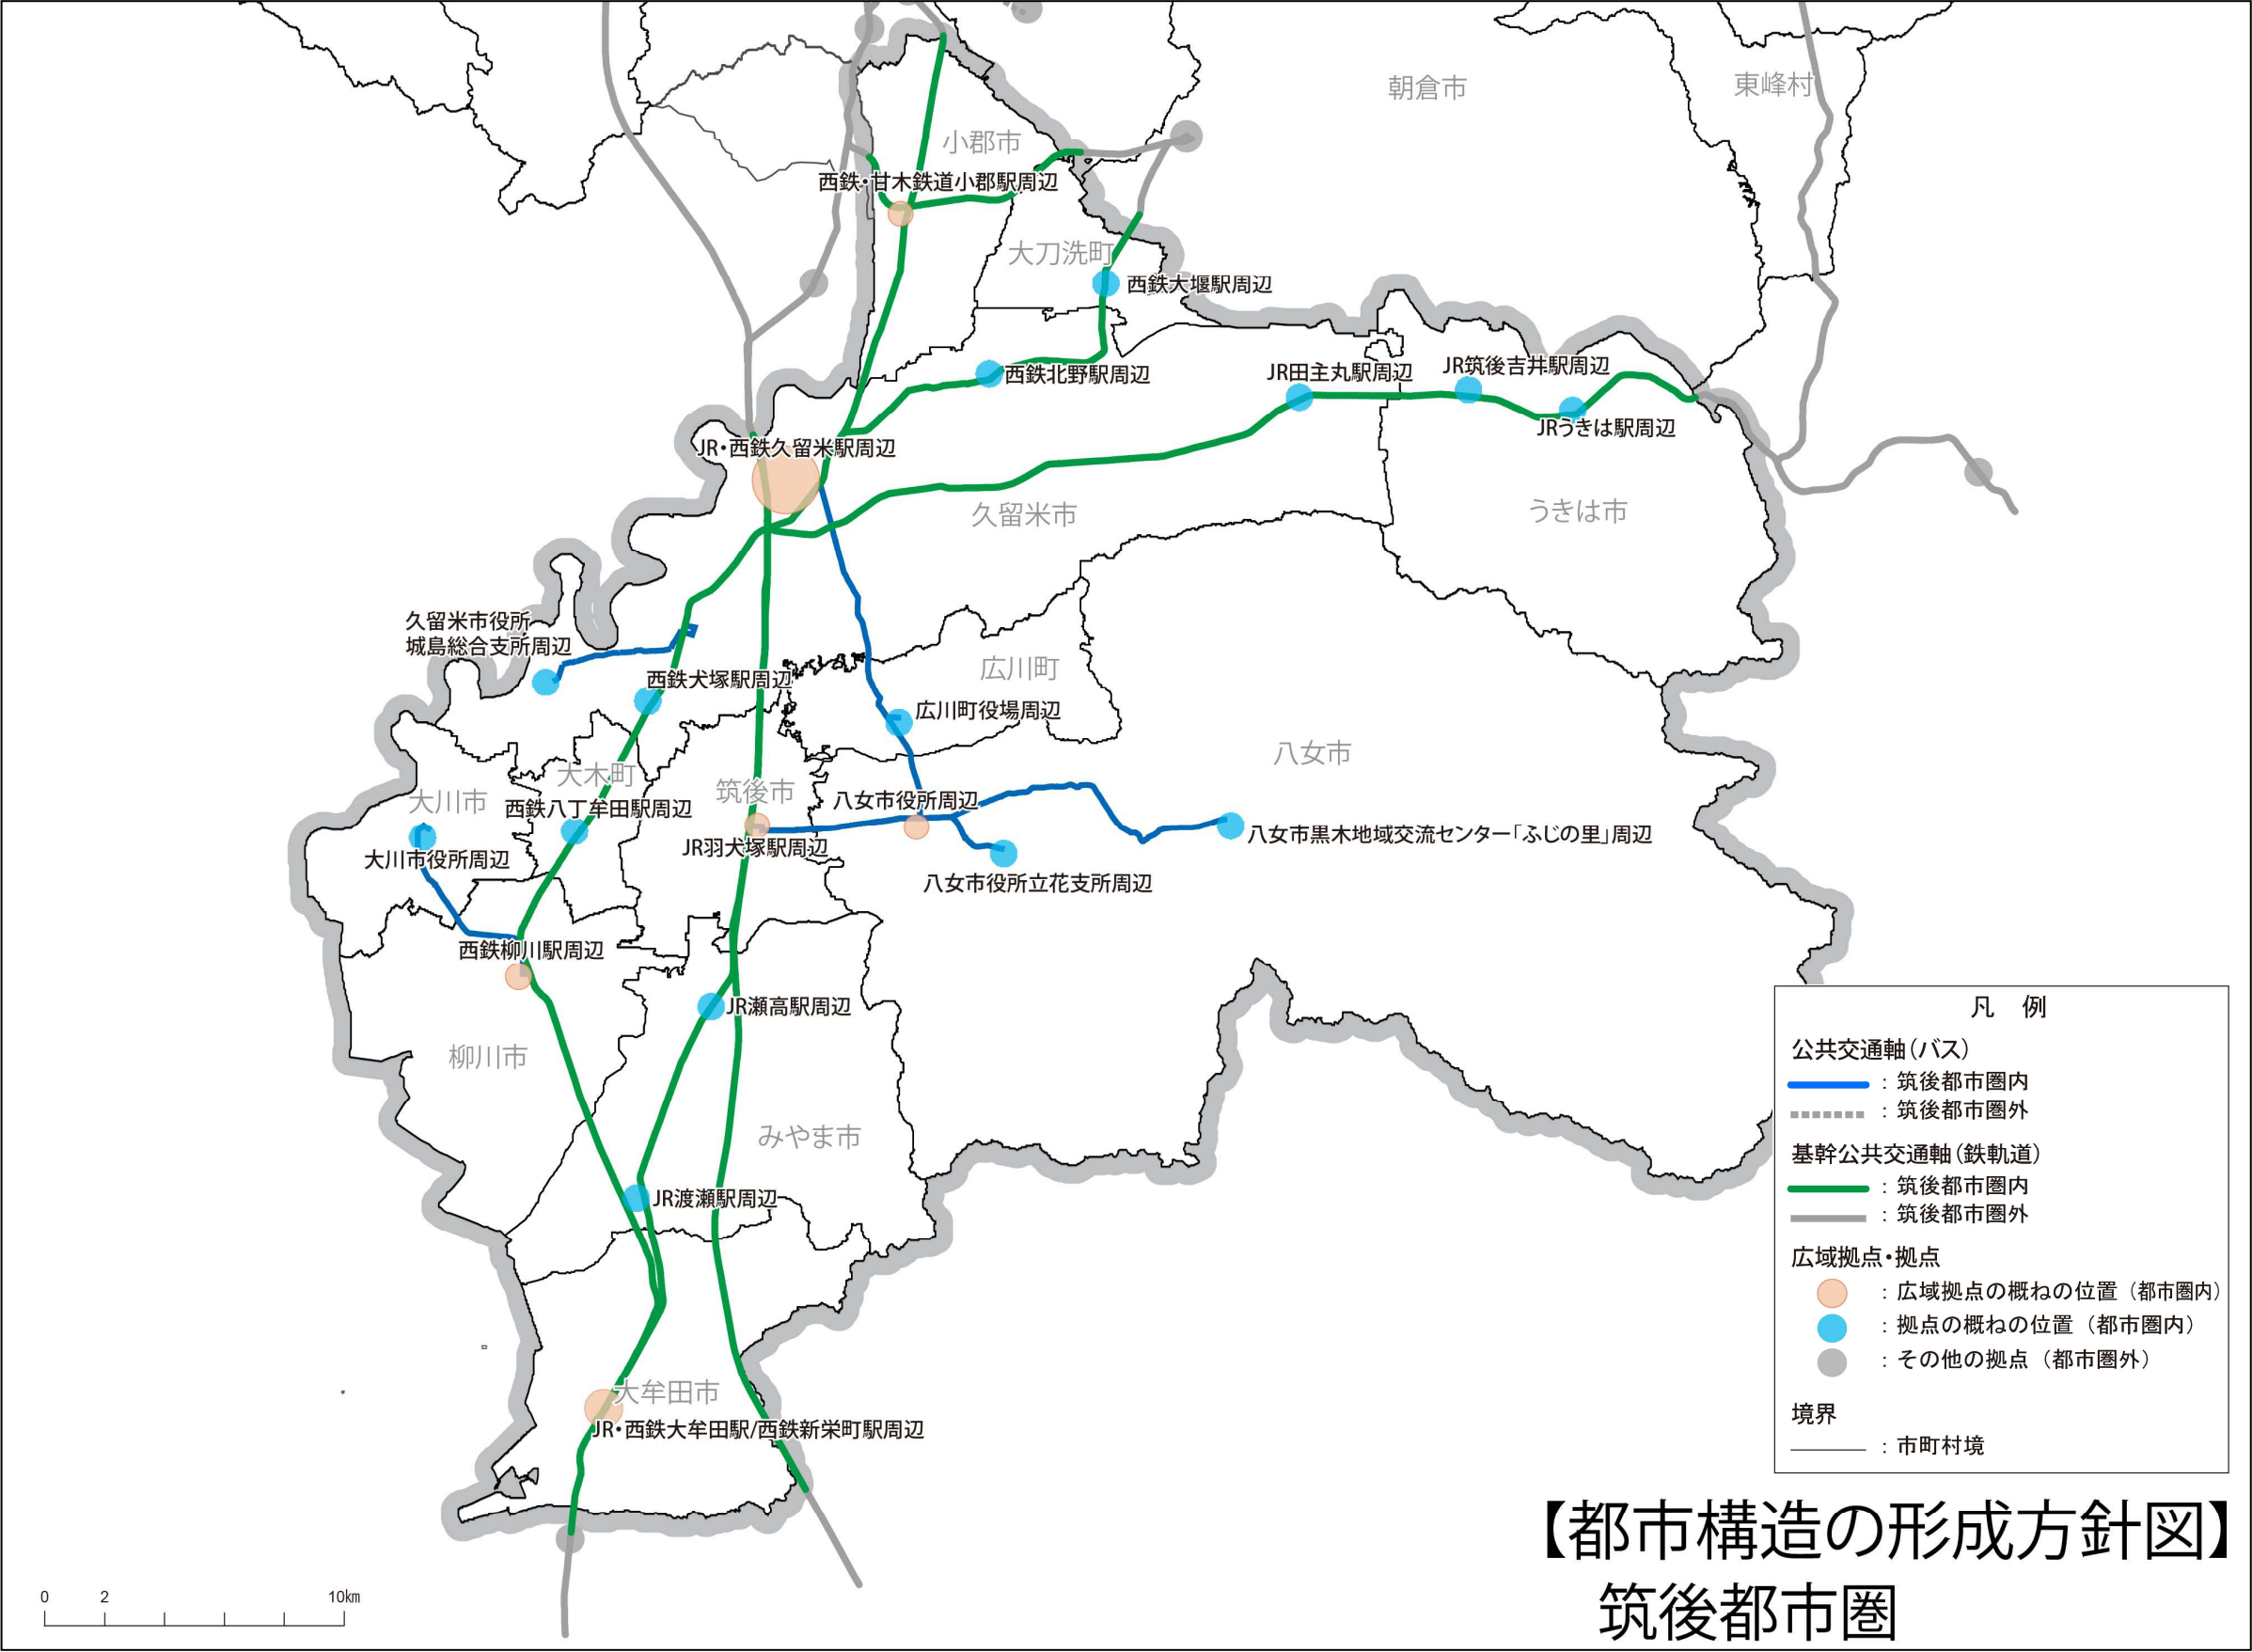 朝倉市
東峰村
小郡市
西鉄・甘木鉄道小郡駅周辺
大刀洗町
西鉄大堰駅周辺
西鉄北野駅周辺
JR田主丸駅周辺
JR筑後吉井駅周辺
JRうきは駅周辺
JR・西鉄久留米駅周辺
久留米市
うきは市
久留米市役所
城島総合支所周辺
西鉄犬塚駅周辺
広川町
広川町役場周辺
八女市
大木町
大川市
筑後市
西鉄八丁牟田駅周辺
八女市役所周辺
JR羽犬塚駅周辺
八女市黒木地域交流センター「ふじの里」周辺
大川市役所周辺
八女市役所立花支所周辺
西鉄柳川駅周辺
JR瀬高駅周辺
柳川市
みやま市
JR渡瀬駅周辺
大牟田市
JR・西鉄大牟田駅/西鉄新栄町駅周辺
凡 例
公共交通軸(バス)
：筑後都市圏内
：筑後都市圏外
基幹公共交通軸(鉄軌道)
：筑後都市圏内
：筑後都市圏外
広域拠点・拠点
：広域拠点の概ねの位置（都市圏内）
：拠点の概ねの位置（都市圏内）
：その他の拠点（都市圏外）
境界
：市町村境
【都市構造の形成方針図】
筑後都市圏
0 2 10km